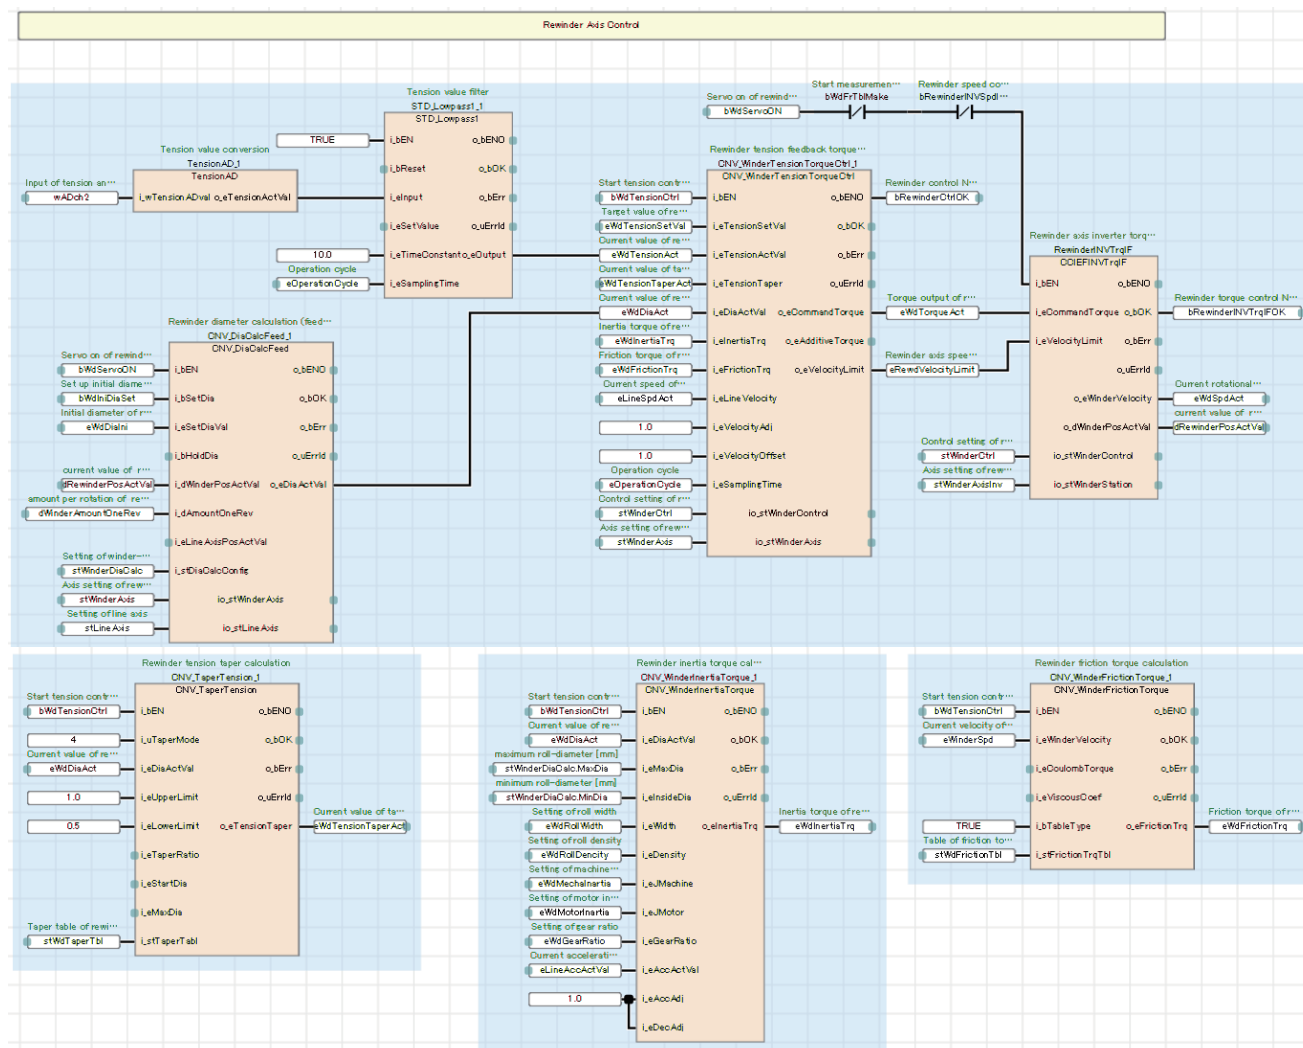 Rewinder Axis Control
Tension value filter
STD_Lowpass1_1
STD_Lowpass1
TRUE
i_bEN
o_bENO
i_bReset
o_bOK
i_eInput
o_bErr
i_eSetValue
o_uErrId
10.0
i_eTimeConstanto_eOutput
Operation cycle
eOperationCycle
i_eSamplingTime
Tension value conversion
TensionAD_1
TensionAD
Input of tension an···
wADch2
i_wTensionADval o_eTensionActVal
Rewinder diameter calculation (feed···
CNV_DiaCalcFeed_1
CNV_DiaCalcFeed
Servo on of rewind···
bWdServoON
i_bEN
o_bENO
Set up initial diame···
bWdIniDiaSet
i_bSetDia
o_bOK
Initial diameter of r···
eWdDiaIni
i_eSetDiaVal
o_bErr
i_bHoldDia
o_uErrId
current value of r···
dRewinderPosActVal
i_dWinderPosActVal
o_eDiaActVal
amount per rotation of re···
dWinderAmountOneRev
i_dAmountOneRev
i_eLineAxisPosActVal
Setting of winder-···
stWinderDiaCalc
i_stDiaCalcConfig
Axis setting of rew···
stWinderAxis
io_stWinderAxis
Setting of line axis
stLineAxis
io_stLineAxis
Servo on of rewind···
bWdServoON
Start measuremen···
bWdFrTblMake
Rewinder speed co···
bRewinderINVSpdI···
Rewinder tension feedback torque···
CNV_WinderTensionTorqueCtrl_1
CNV_WinderTensionTorqueCtrl
Start tension contr···
bWdTensionCtrl
i_bEN
o_bENO
Rewinder control N···
bRewinderCtrlOK
Target value of re···
eWdTensionSetVal
i_eTensionSetVal
o_bOK
Current value of re···
eWdTensionAct
i_eTensionActVal
o_bErr
Current value of ta···
eWdTensionTaperAct
i_eTensionTaper
o_uErrId
Current value of re···
eWdDiaAct
i_eDiaActVal
o_eCommandTorque
Torque output of r···
eWdTorqueAct
Inertia torque of re···
eWdInertiaTrq
i_eInertiaTrq
o_eAdditiveTorque
Friction torque of r···
eWdFrictionTrq
i_eFrictionTrq
o_eVelocityLimit
Rewinder axis spee···
eRewdVelocityLimit
Current speed of···
eLineSpdAct
i_eLineVelocity
1.0
i_eVelocityAdj
1.0
i_eVelocityOffset
Operation cycle
eOperationCycle
i_eSamplingTime
Control setting of r···
stWinderCtrl
io_stWinderControl
Axis setting of rew···
stWinderAxis
io_stWinderAxis
Rewinder axis inverter torq···
RewinderINVTrqIF
CCIEFINVTrqIF
i_bEN
o_bENO
i_eCommandTorque
o_bOK
Rewinder torque control N···
bRewinderINVTrqIFOK
i_eVelocityLimit
o_bErr
o_uErrId
o_eWinderVelocity
Current rotational···
eWdSpdAct
o_dWinderPosActVal
current value of r···
dRewinderPosActVal
Control setting of r···
stWinderCtrl
io_stWinderControl
Axis setting of rew···
stWinderAxisInv
io_stWinderStation
Rewinder tension taper calculation
CNV_TaperTension_1
CNV_TaperTension
Start tension contr···
bWdTensionCtrl
i_bEN
o_bENO
4
i_uTaperMode
o_bOK
Current value of re···
eWdDiaAct
i_eDiaActVal
o_bErr
1.0
i_eUpperLimit
o_uErrId
0.5
i_eLowerLimit
o_eTensionTaper
Current value of ta···
eWdTensionTaperAct
i_eTaperRatio
i_eStartDia
i_eMaxDia
Taper table of rewi···
stWdTaperTbl
i_stTaperTabl
Rewinder inertia torque cal···
CNV_WinderInertiaTorque_1
CNV_WinderInertiaTorque
Start tension contr···
bWdTensionCtrl
i_bEN
o_bENO
Current value of re···
eWdDiaAct
i_eDiaActVal
o_bOK
maximum roll-diameter [mm]
stWinderDiaCalc.MaxDia
i_eMaxDia
o_bErr
minimum roll-diameter [mm]
stWinderDiaCalc.MinDia
i_eInsideDia
o_uErrId
Setting of roll width
eWdRollWidth
i_eWidth
o_eInertiaTrq
Inertia torque of re···
eWdInertiaTrq
Setting of roll density
eWdRollDencity
i_eDensity
Setting of machine···
eWdMechaInartia
i_eJMachine
Setting of motor in···
eWdMotorInartia
i_eJMotor
Setting of gear ratio
eWdGearRatio
i_eGearRatio
Current accelerati···
eLineAccActVal
i_eAccActVal
1.0
i_eAccAdj
i_eDecAdj
Rewinder friction torque calculation
CNV_WinderFrictionTorque_1
CNV_WinderFrictionTorque
Start tension contr···
bWdTensionCtrl
i_bEN
o_bENO
Current velocity of···
eWinderSpd
i_eWinderVelocity
o_bOK
i_eCoulombTorque
o_bErr
i_eViscousCoef
o_uErrId
TRUE
i_bTableType
o_eFrictionTrq
Friction torque of r···
eWdFrictionTrq
Table of friction to···
stWdFrictionTbl
i_stFrictionTrqTbl